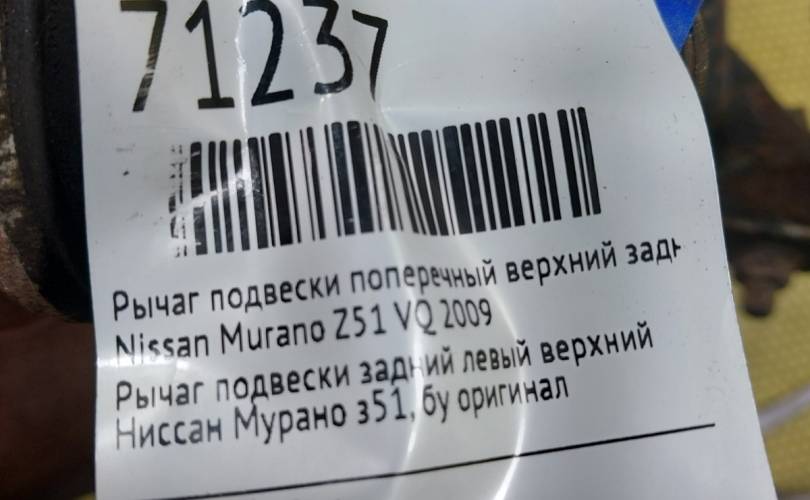 71237
Рычаг подвески поперечный верхний задн
Nissan Murano Z51 VQ 2009
Рычаг подвески задний левый верхний
Ниссан Мурано з51, бу оригинал